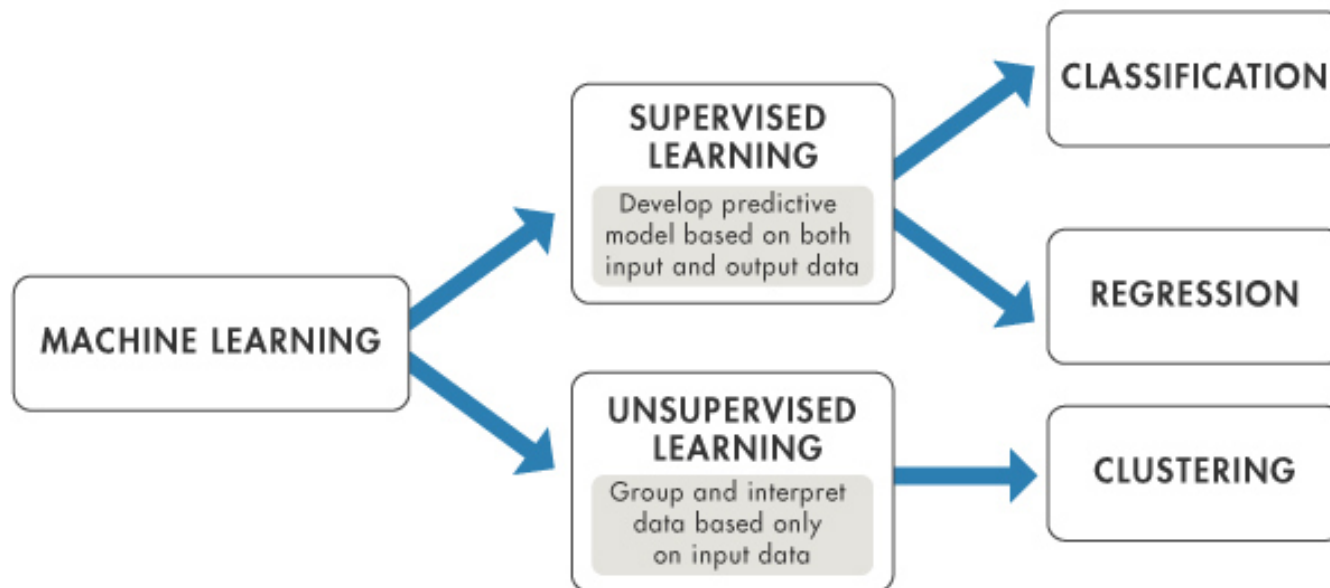 MACHINE LEARNING
SUPERVISED
LEARNING
Develop predictive
model based on both
input and output data
UNSUPERVISED
LEARNING
Group and interpret
data based only
on input data
CLASSIFICATION
REGRESSION
CLUSTERING